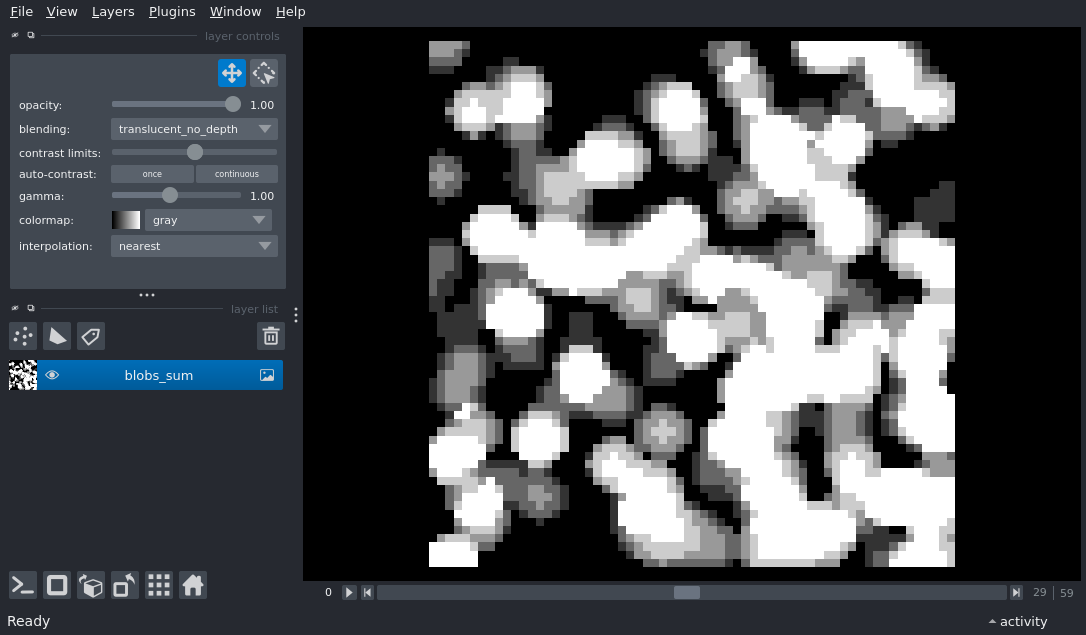 File View Layers Plugins Window Help
layer controls
opacity: 1.00
blending: translucent_no_depth
contrast limits:
auto-contrast: once continuous
gamma: 1.00
colormap: gray
interpolation: nearest
layer list
blobs_sum
0 29 59
Ready activity